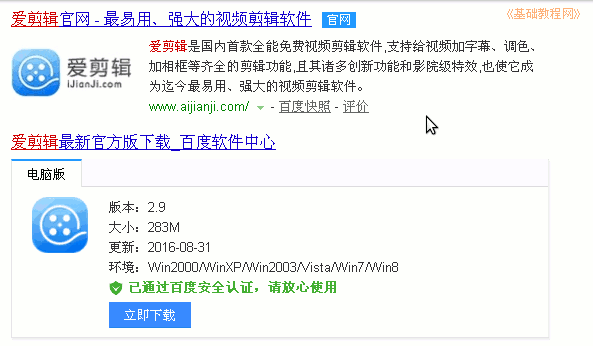 《基础教程网》
爱剪辑官网 - 最易用、强大的视频剪辑软件 官网
爱剪辑
iJianJi.com
爱剪辑是国内首款全能免费视频剪辑软件,支持给视频加字幕、调色、
加相框等齐全的剪辑功能,且其诸多创新功能和影院级特效,也使它成
为迄今最易用、强大的视频剪辑软件。
www.aijianji.com/ - 百度快照 - 评价
爱剪辑最新官方版下载_百度软件中心
电脑版
版本：2.9
大小：283M
更新：2016-08-31
环境：Win2000/WinXP/Win2003/Vista/Win7/Win8
已通过百度安全认证，请放心使用
立即下载